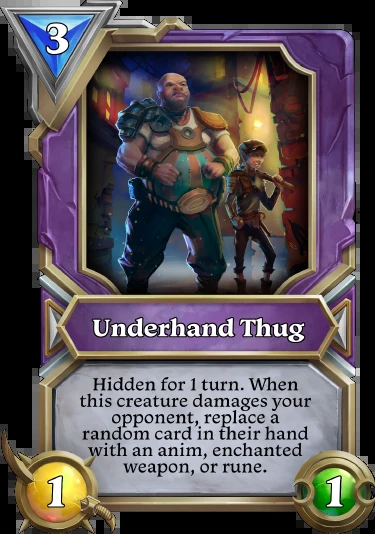 3
Underhand Thug
Hidden for 1 turn. When
this creature damages your
opponent, replace a
random card in their hand
with an anim, enchanted
weapon, or rune.
1
1